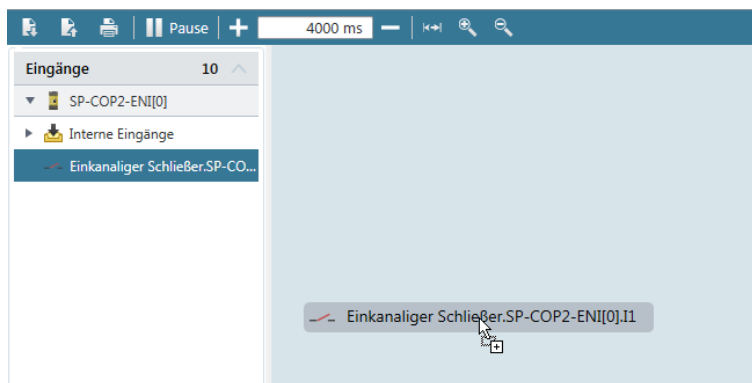 Pause 4000 ms
Eingänge 10
SP-COP2-ENI[0]
Interne Eingänge
Einkanaliger Schließer.SP-CO...
Einkanaliger Schließer.SP-COP2-ENI[0].I1